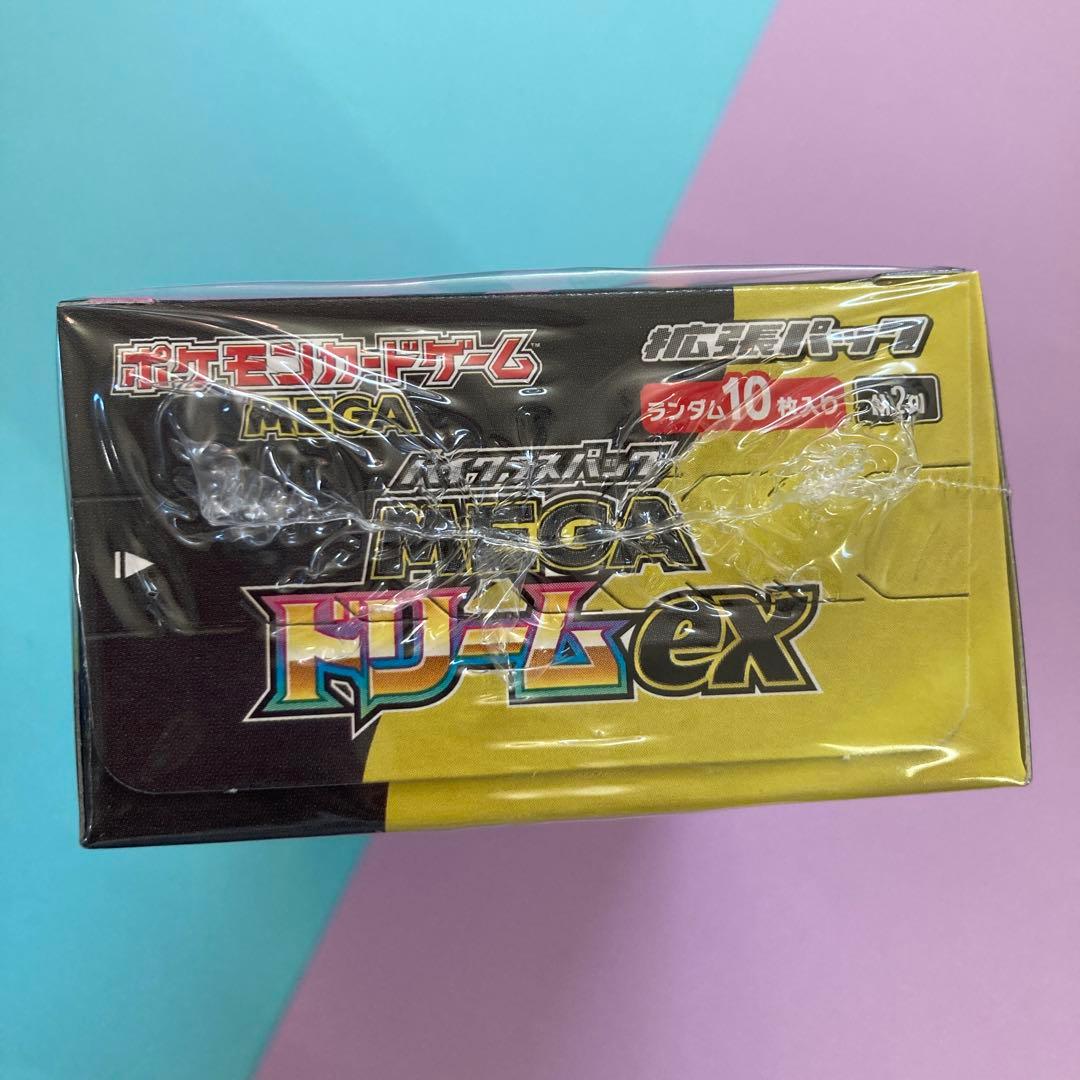 ポケモンカードゲーム™
MEGA
拡張パック
ランダム10枚入り
ハイクラスパック
MEGA
ドリームex